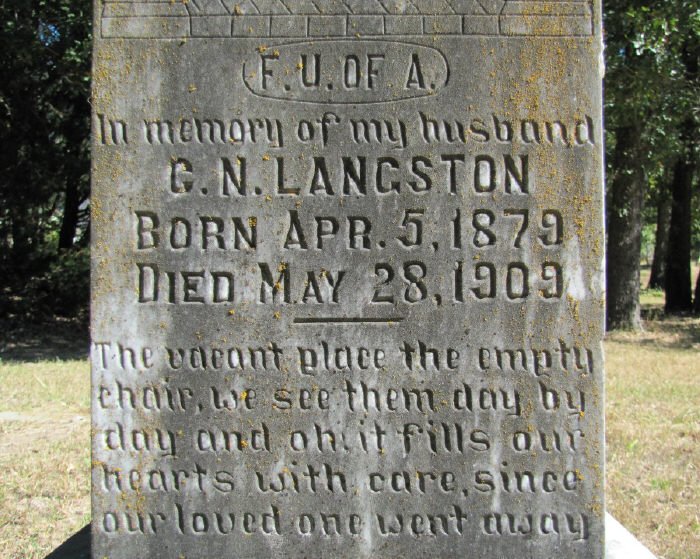 F.U. OF A.
In memory of my husband
G. N. LANGSTON
BORN APR. 5, 1879
DIED MAY 28, 1909
The vacant place the empty
chair, we see them day by
day and oh, it fills our
hearts with care, since
our loved one went away